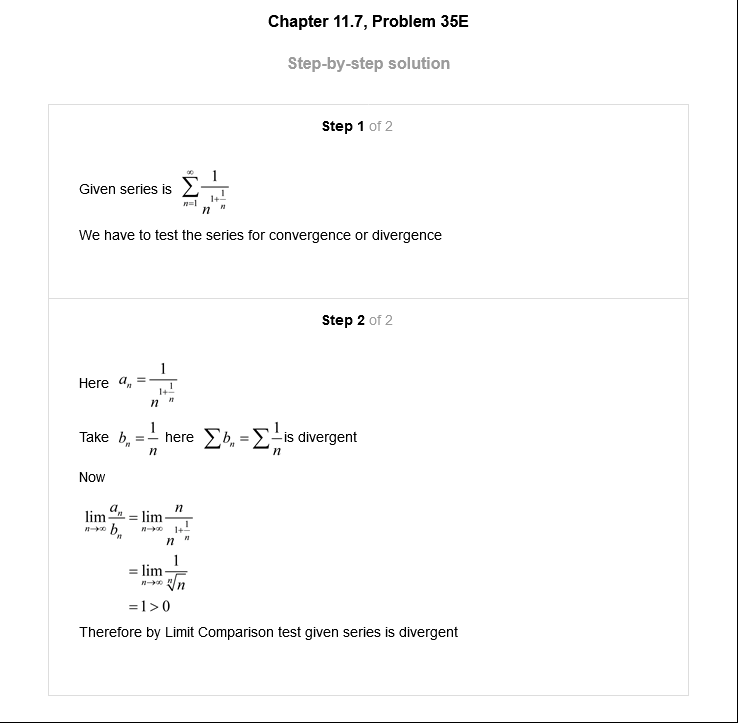 Chapter 11.7, Problem 35E
Step-by-step solution
Step 1 of 2
Given series is $\sum_{n=1}^{\infty} \frac{1}{n^{1+\frac{1}{n}}}$
We have to test the series for convergence or divergence
Step 2 of 2
Here $a_n = \frac{1}{n^{1+\frac{1}{n}}}$
Take $b_n = \frac{1}{n}$ here $\sum b_n = \sum \frac{1}{n}$ is divergent
Now
$\lim_{n \to \infty} \frac{a_n}{b_n} = \lim_{n \to \infty} \frac{n}{n^{1+\frac{1}{n}}}$
$= \lim_{n \to \infty} \frac{1}{\sqrt[n]{n}}$
$= 1 > 0$
Therefore by Limit Comparison test given series is divergent